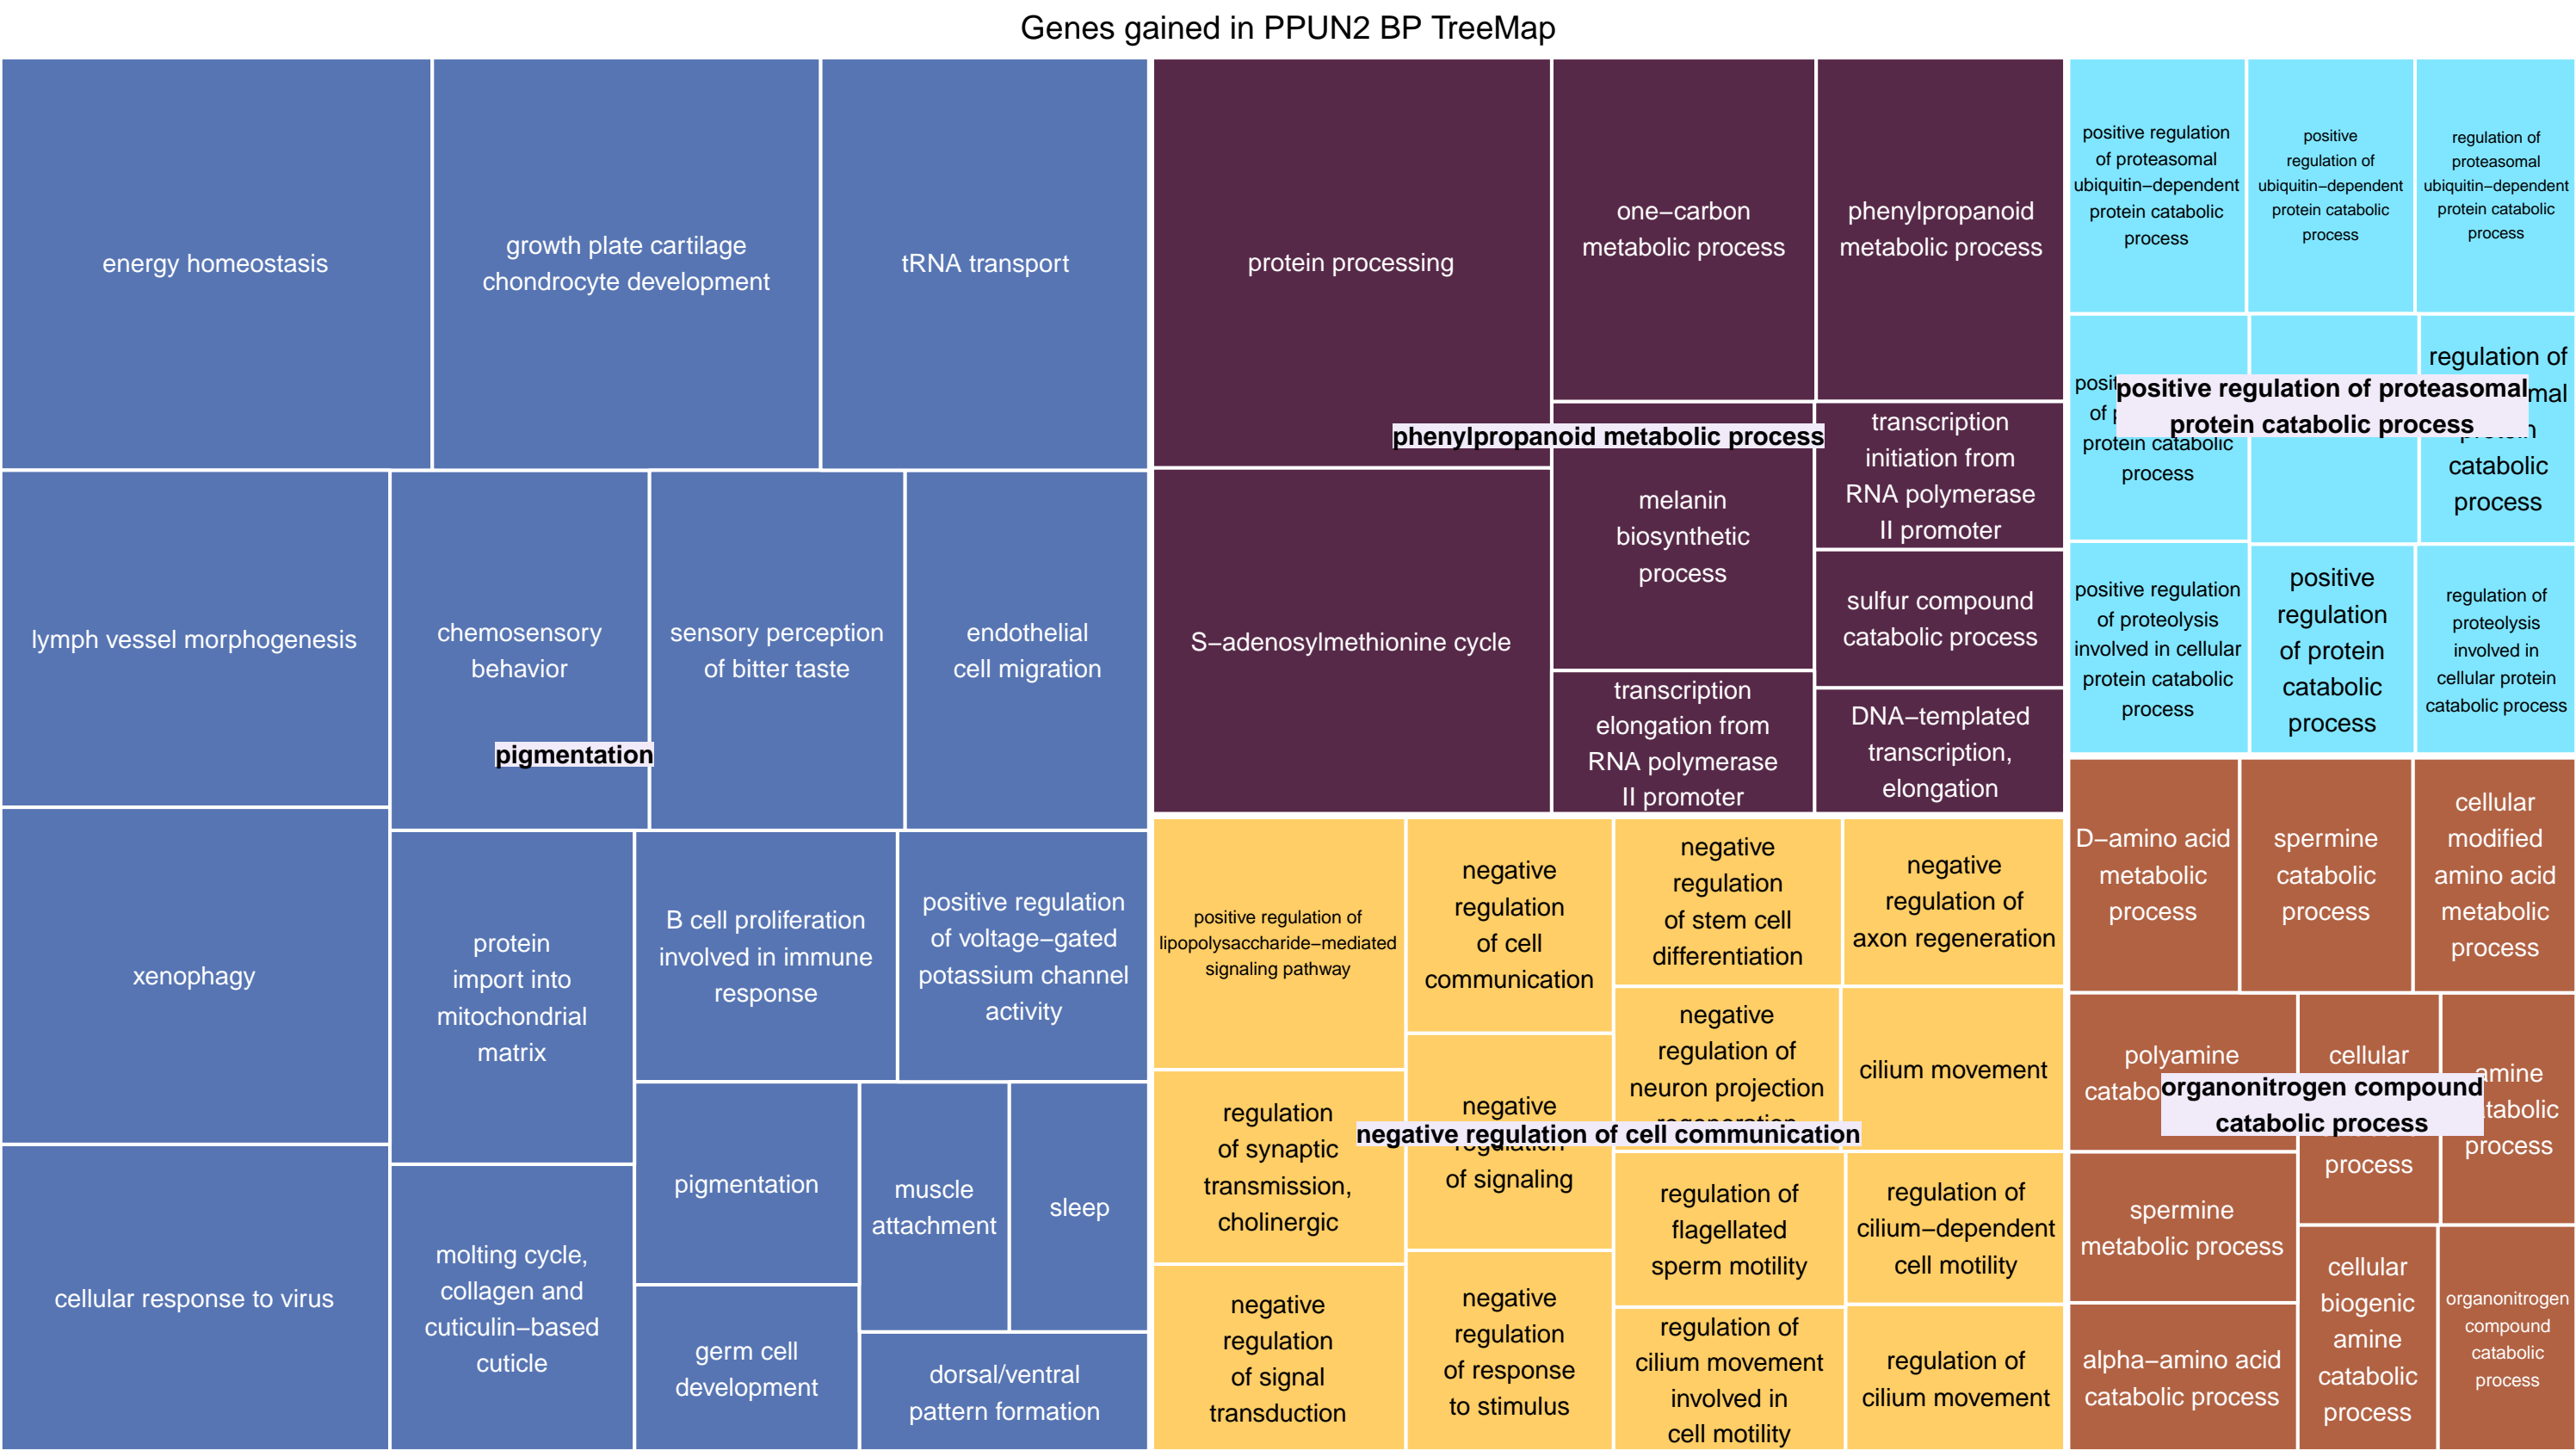 Genes gained in PPUN2 BP TreeMap
energy homeostasis
growth plate cartilage
chondrocyte development
tRNA transport
lymph vessel morphogenesis
chemosensory
behavior
sensory perception
of bitter taste
endothelial
cell migration
pigmentation
xenophagy
protein
import into
mitochondrial
matrix
B cell proliferation
involved in immune
response
positive regulation
of voltage−gated
potassium channel
activity
cellular response to virus
molting cycle,
collagen and
cuticulin−based
cuticle
pigmentation
muscle
attachment
sleep
germ cell
development
dorsal/ventral
pattern formation
protein processing
one−carbon
metabolic process
phenylpropanoid
metabolic process
phenylpropanoid metabolic process
S−adenosylmethionine cycle
melanin
biosynthetic
process
transcription
initiation from
RNA polymerase
II promoter
sulfur compound
catabolic process
transcription
elongation from
RNA polymerase
II promoter
DNA−templated
transcription,
elongation
positive regulation of
lipopolysaccharide−mediated
signaling pathway
negative
regulation
of cell
communication
negative
regulation
of stem cell
differentiation
negative
regulation of
axon regeneration
regulation
of synaptic
transmission,
cholinergic
negative
regulation
of signaling
negative
regulation of
neuron projection
regeneration
cilium movement
negative regulation of cell communication
negative
regulation
of signal
transduction
negative
regulation
of response
to stimulus
regulation of
flagellated
sperm motility
regulation of
cilium−dependent
cell motility
regulation of
cilium movement
involved in
cell motility
regulation of
cilium movement
positive regulation
of proteasomal
ubiquitin−dependent
protein catabolic
process
positive
regulation of
ubiquitin−dependent
protein catabolic
process
regulation of
proteasomal
ubiquitin−dependent
protein catabolic
process
of
protein catabolic
process
positive regulation of proteasomal
protein catabolic process
regulation of
protein
catabolic
process
positive regulation
of proteolysis
involved in cellular
protein catabolic
process
positive
regulation
of protein
catabolic
process
regulation of
proteolysis
involved in
cellular protein
catabolic process
D−amino acid
metabolic
process
spermine
catabolic
process
cellular
modified
amino acid
metabolic
process
polyamine
cellular
process
amine
process
organonitrogen compound
catabolic process
spermine
metabolic process
alpha−amino acid
catabolic process
cellular
biogenic
amine
catabolic
process
organonitrogen
compound
catabolic
process